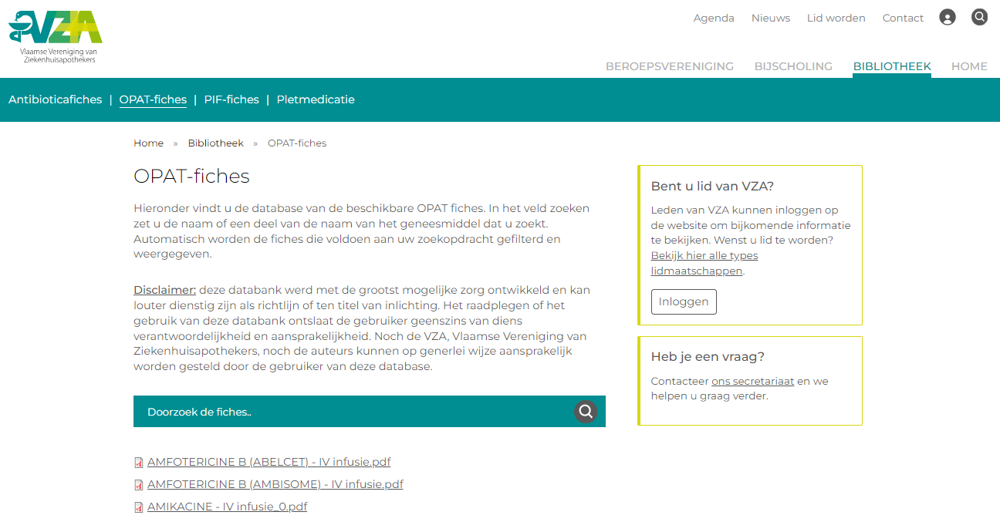 VZA
Vlaamse Vereniging van
Ziekenhuisapothekers
Agenda Nieuws Lid worden Contact
BEROEPSVERENIGING BIJSCHOLING BIBLIOTHEEK HOME
Antibioticafiches | OPAT-fiches | PIF-fiches | Pletmedicatie
Home » Bibliotheek » OPAT-fiches
OPAT-fiches
Hieronder vindt u de database van de beschikbare OPAT fiches. In het veld zoeken
zet u de naam of een deel van de naam van het geneesmiddel dat u zoekt.
Automatisch worden de fiches die voldoen aan uw zoekopdracht gefilterd en
weergegeven.
Disclaimer: deze databank werd met de grootst mogelijke zorg ontwikkeld en kan
louter dienstig zijn als richtlijn of ten titel van inlichting. Het raadplegen of het
gebruik van deze databank ontslaat de gebruiker geenszins van diens
verantwoordelijkheid en aansprakelijkheid. Noch de VZA, Vlaamse Vereniging van
Ziekenhuisapothekers, noch de auteurs kunnen op generlei wijze aansprakelijk
worden gesteld door de gebruiker van deze database.
Doorzoek de fiches..
AMFOTERICINE B (ABELCET) - IV infusie.pdf
AMFOTERICINE B (AMBISOME) - IV infusie.pdf
AMIKACINE - IV infusie_0.pdf
Bent u lid van VZA?
Leden van VZA kunnen inloggen op
de website om bijkomende informatie
te bekijken. Wenst u lid te worden?
Bekijk hier alle types
lidmaatschappen.
Inloggen
Heb je een vraag?
Contacteer ons secretariaat en we
helpen u graag verder.